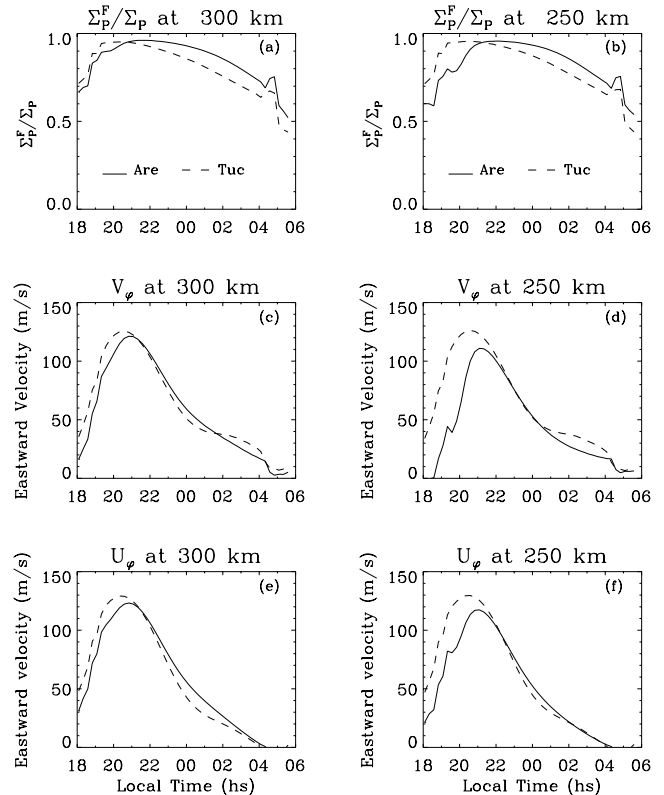 Σ_P^F/Σ_P at 300 km
Σ_P^F/Σ_P
1.0
0.5
0.0
(a)
Are
Tuc
18 20 22 00 02 04 06
Σ_P^F/Σ_P at 250 km
Σ_P^F/Σ_P
1.0
0.5
0.0
(b)
Are
Tuc
18 20 22 00 02 04 06
V_φ at 300 km
Eastward Velocity (m/s)
150
100
50
0
(c)
18 20 22 00 02 04 06
V_φ at 250 km
Eastward Velocity (m/s)
150
100
50
0
(d)
18 20 22 00 02 04 06
U_φ at 300 km
Eastward velocity (m/s)
150
100
50
0
(e)
18 20 22 00 02 04 06
Local Time (hs)
U_φ at 250 km
Eastward velocity (m/s)
150
100
50
0
(f)
18 20 22 00 02 04 06
Local Time (hs)